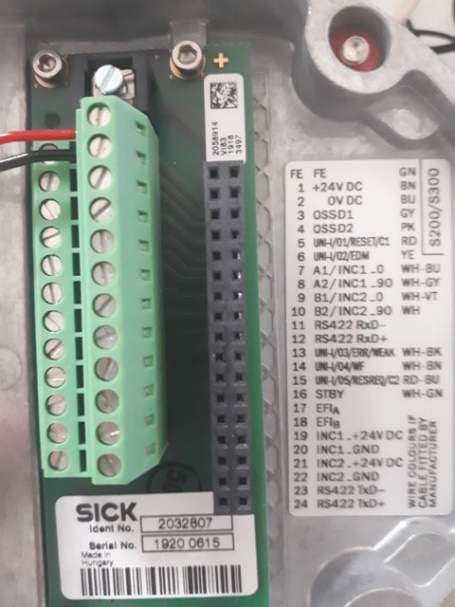 +
2058914
VI83
1918
3497
FE FE GN
1 +24V DC BN
2 0V DC BU
3 OSSD1 GY
4 OSSD2 PK
5 UNI-I/O1/RESET/C1 RD
6 UNI-I/O2/EDM YE
7 A1/INC1_0 WH-BU
8 A2/INC1_90 WH-GY
9 B1/INC2_0 WH-VT
10 B2/INC2_90 WH
11 RS422 RxD-
12 RS422 RxD+
13 UNI-I/O3/ERR/WEAK WH-BK
14 UNI-I/O4/WF WH-BN
15 UNI-I/O5/RESREQ/C2 RD-BU
16 STBY WH-GN
17 EFIA
18 EFIB
19 INC1_+24V DC
20 INC1_GND
21 INC2_+24V DC
22 INC2_GND
23 RS422 TxD-
24 RS422 TxD+
S200/S300
WIRE COLOURS IF
CABLE FITTED BY
MANUFACTURER
SICK
Ident No. 2032807
Serial No. 1920 0615
Made in
Hungary